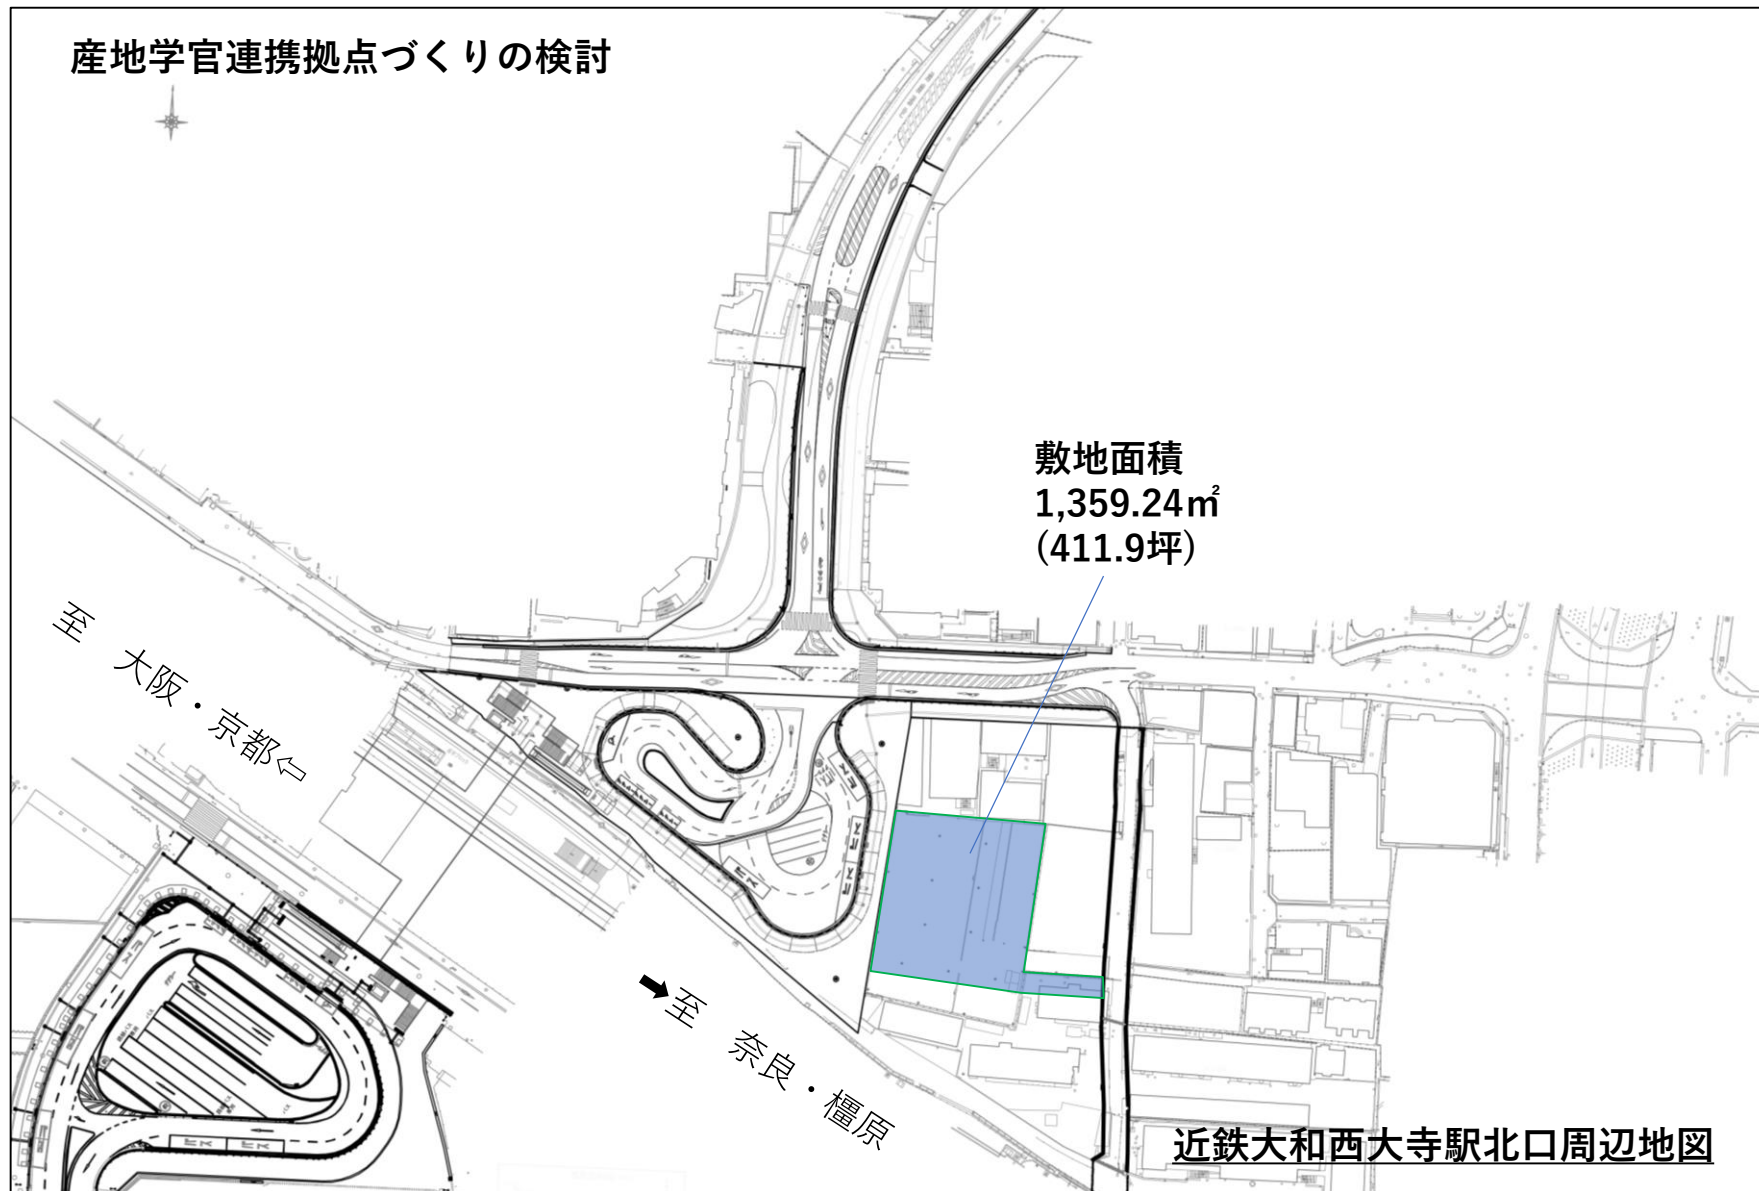 産地学官連携拠点づくりの検討
敷地面積
1,359.24㎡
(411.9坪)
至　大阪・京都⇦
➡至　奈良・橿原
近鉄大和西大寺駅北口周辺地図